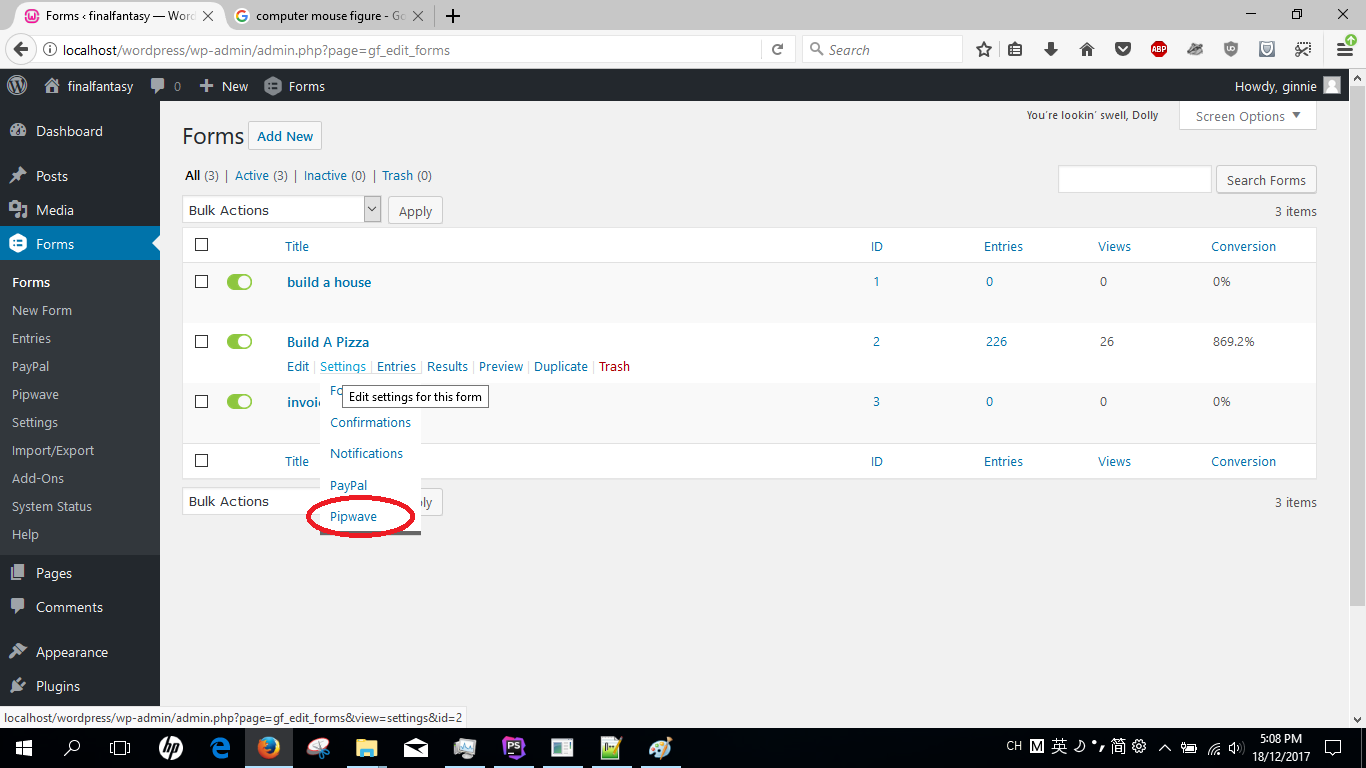 Forms ‹ finalfantasy — Wor
computer mouse figure - Go
localhost/wordpress/wp-admin/admin.php?page=gf_edit_forms
Search
ABP
finalfantasy 0 New Forms
Howdy, ginnie
Dashboard
Posts
Media
Forms
Forms
New Form
Entries
PayPal
Pipwave
Settings
Import/Export
Add-Ons
System Status
Help
Pages
Comments
Appearance
Plugins
You're lookin' swell, Dolly
Screen Options
Forms Add New
All (3) | Active (3) | Inactive (0) | Trash (0)
Search Forms
Bulk Actions Apply
3 items
Title ID Entries Views Conversion
build a house 1 0 0 0%
Build A Pizza 2 226 26 869.2%
Edit | Settings | Entries | Results | Preview | Duplicate | Trash
Fo
Edit settings for this form
invoi 3 0 0 0%
Confirmations
Notifications
Title ID Entries Views Conversion
PayPal
Bulk Actions ly
3 items
Pipwave
localhost/wordpress/wp-admin/admin.php?page=gf_edit_forms&view=settings&id=2
hp
PS
CH M 英 简
5:08 PM
18/12/2017